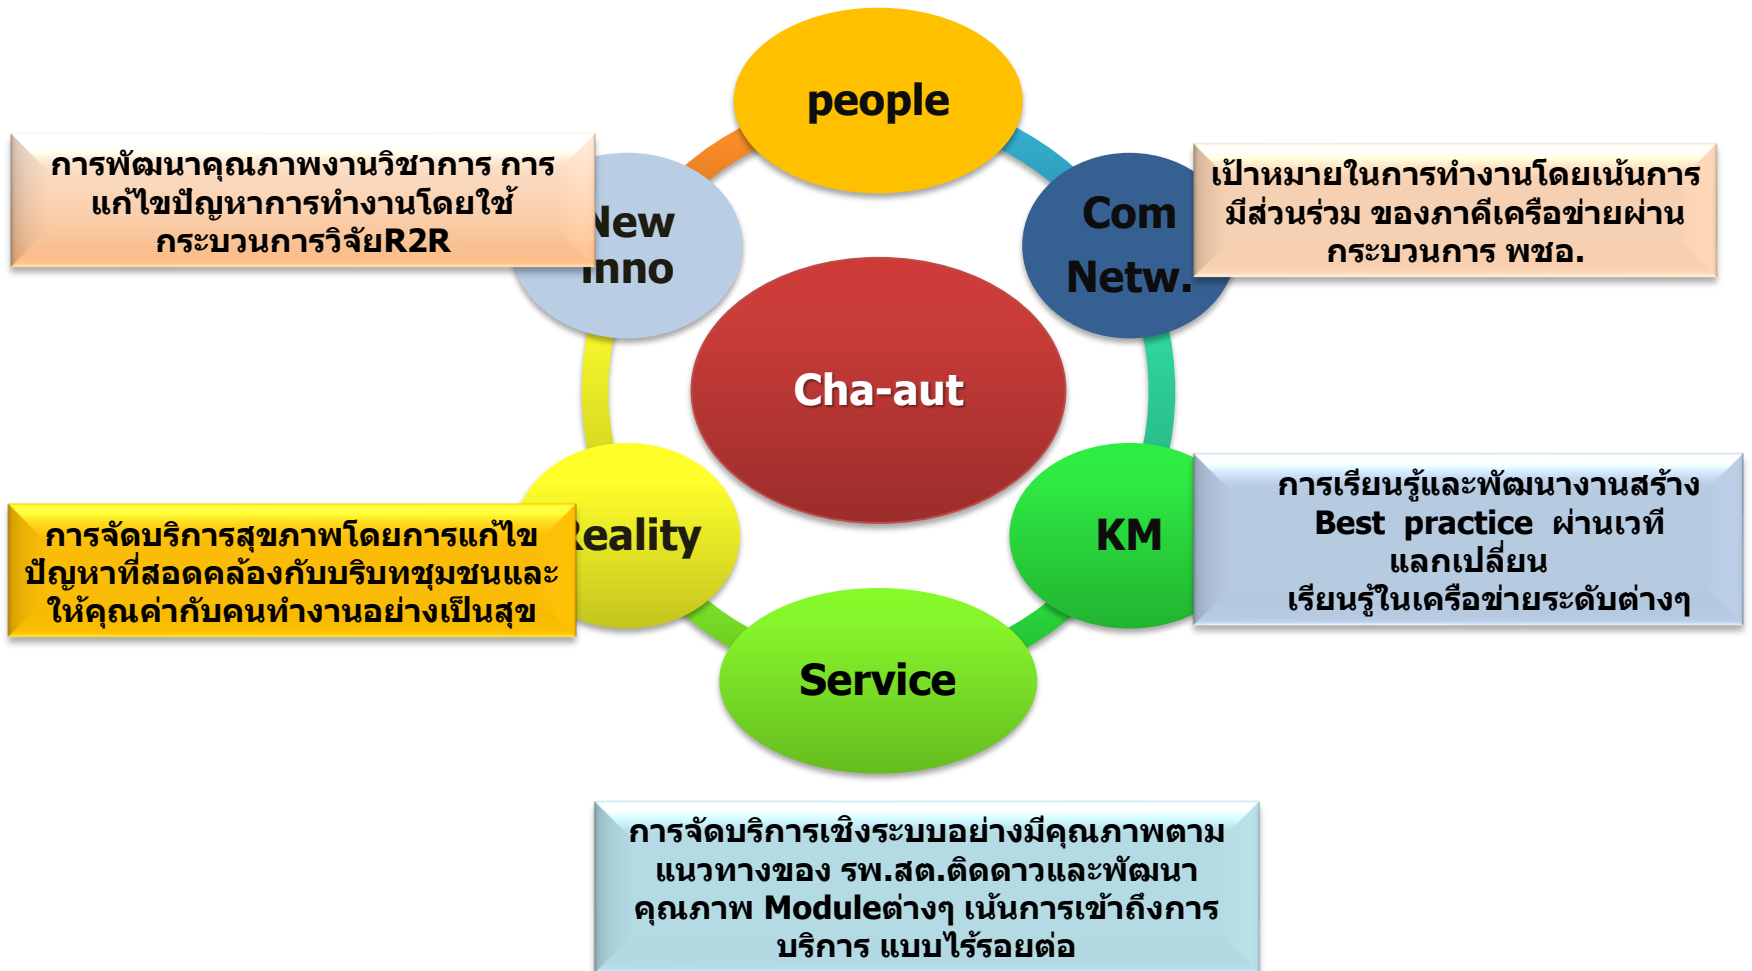 people
การพัฒนาคุณภาพงานวิชาการ การ
แก้ไขปัญหาการทำงานโดยใช้
กระบวนการวิจัยR2R
New
inno
Com
Netw.
เป้าหมายในการทำงานโดยเน้นการ
มีส่วนร่วม ของภาคีเครือข่ายผ่าน
กระบวนการ พชอ.
Cha-aut
การจัดบริการสุขภาพโดยการแก้ไข
ปัญหาที่สอดคล้องกับบริบทชุมชนและ
ให้คุณค่ากับคนทำงานอย่างเป็นสุข
Reality
KM
การเรียนรู้และพัฒนางานสร้าง
Best practice ผ่านเวที
แลกเปลี่ยน
เรียนรู้ในเครือข่ายระดับต่างๆ
Service
การจัดบริการเชิงระบบอย่างมีคุณภาพตาม
แนวทางของ รพ.สต.ติดดาวและพัฒนา
คุณภาพ Moduleต่างๆ เน้นการเข้าถึงการ
บริการ แบบไร้รอยต่อ